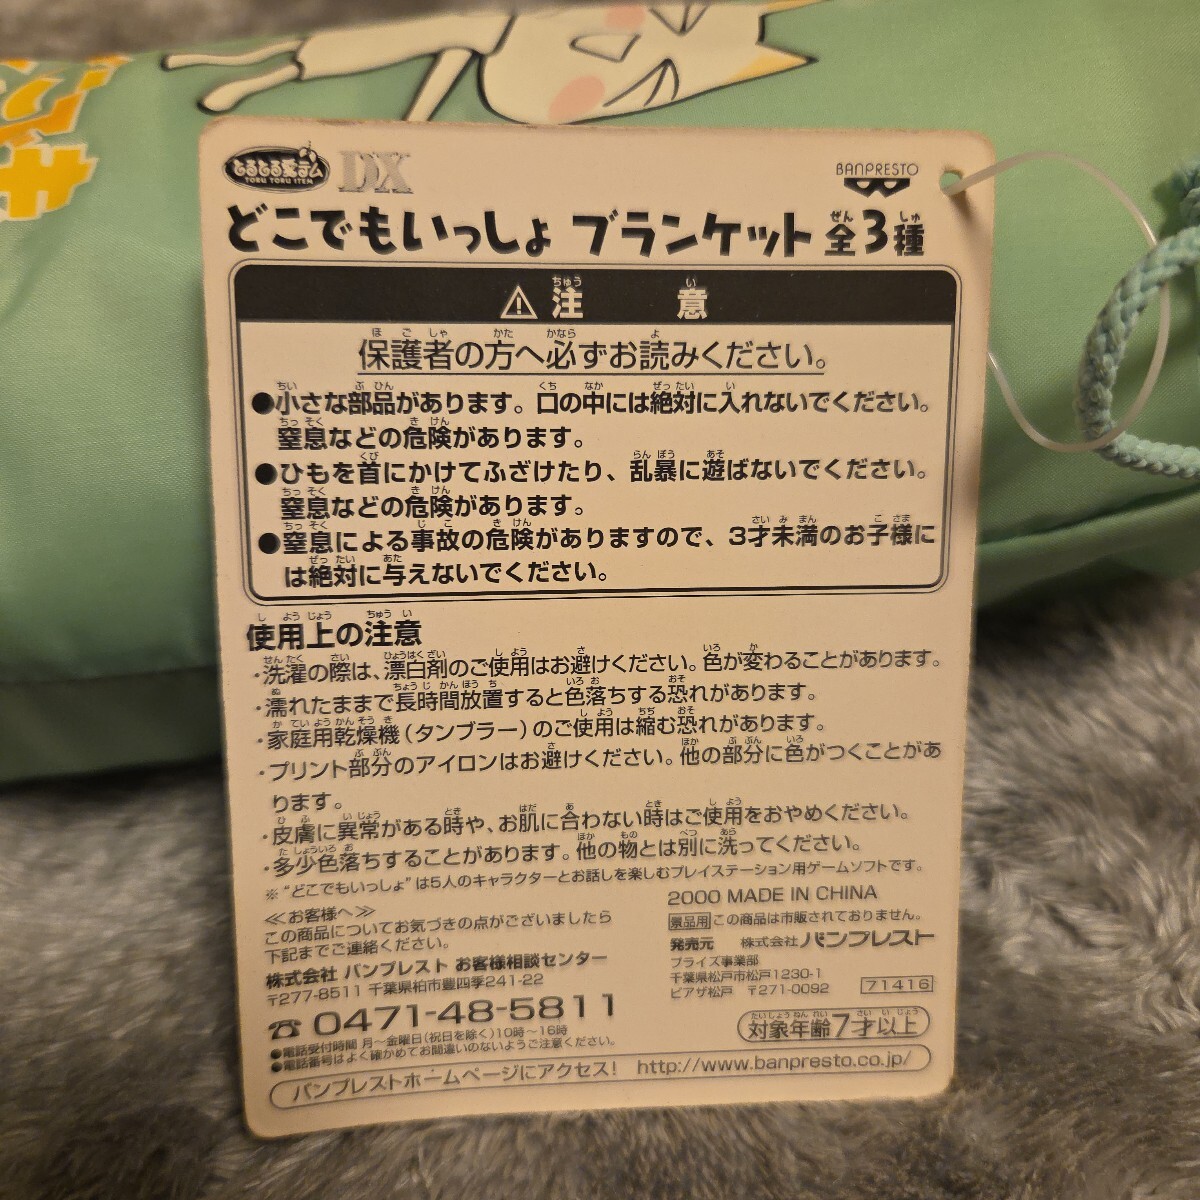 とるとるあいテム
TORU TORU ITEM
DX
BANPRESTO
どこでもいっしょ ブランケット 全3種
⚠注意
保護者の方へ必ずお読みください。
●小さな部品があります。口の中には絶対に入れないでください。
窒息などの危険があります。
●ひもを首にかけてふざけたり、乱暴に遊ばないでください。
窒息などの危険があります。
●窒息による事故の危険がありますので、3才未満のお子様に
は絶対に与えないでください。
使用上の注意
・洗濯の際は、漂白剤のご使用はお避けください。色が変わることがあります。
・濡れたままで長時間放置すると色落ちする恐れがあります。
・家庭用乾燥機(タンブラー)のご使用は縮む恐れがあります。
・プリント部分のアイロンはお避けください。他の部分に色がつくことがあ
ります。
・皮膚に異常がある時や、お肌に合わない時はご使用をおやめください。
・多少色落ちすることがあります。他の物とは別に洗ってください。
※“どこでもいっしょ”は5人のキャラクターとお話しを楽しむプレイステーション用ゲームソフトです。
≪お客様へ≫
この商品についてお気づきの点がございましたら
下記までご連絡ください。
株式会社 バンプレスト お客様相談センター
〒277-8511 千葉県柏市豊四季241-22
☎ 0471-48-5811
●電話受付時間 月～金曜日(祝日を除く)10時～16時
●電話番号はよく確かめてお間違いのないようご注意ください。
2000 MADE IN CHINA
景品用 この商品は市販されておりません。
発売元 株式会社 バンプレスト
プライズ事業部
千葉県松戸市松戸1230-1
ピアザ松戸 〒271-0092
71416
対象年齢7才以上
バンプレストホームページにアクセス! http://www.banpresto.co.jp/